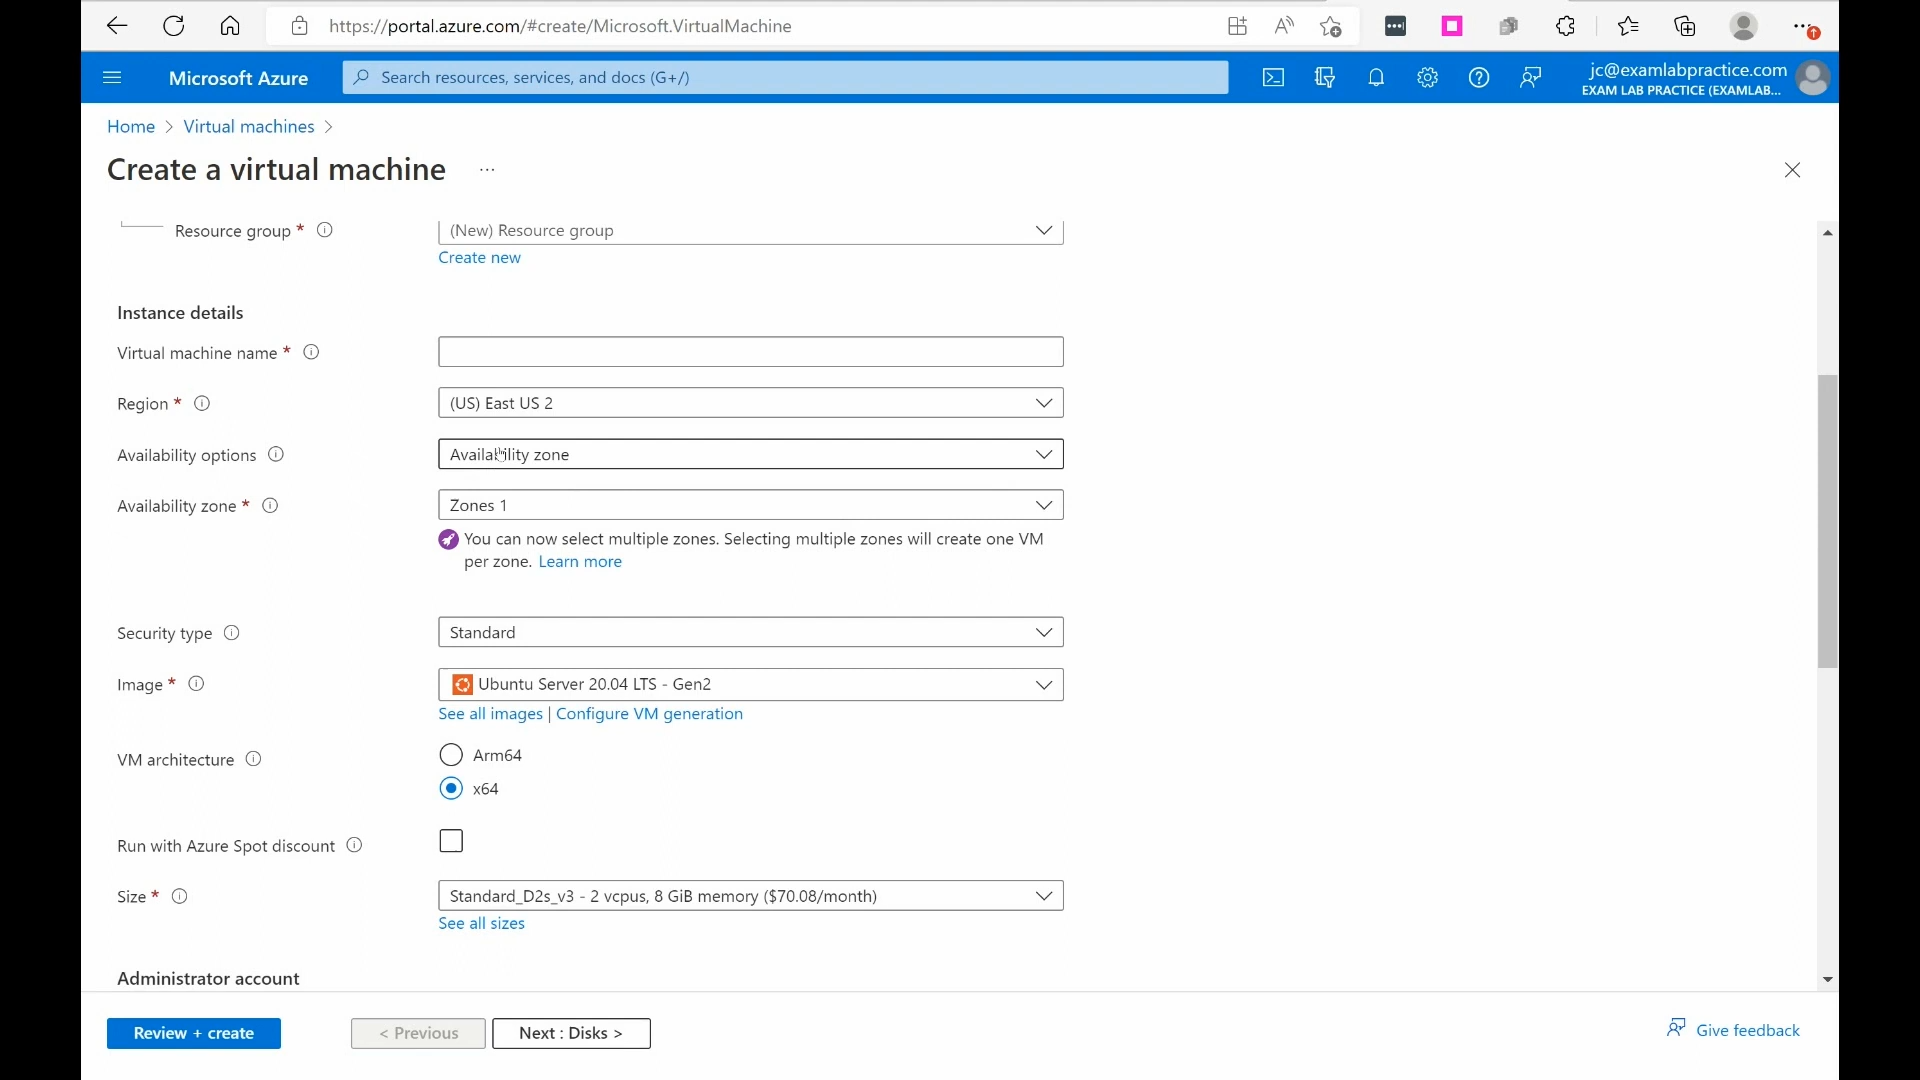 https://portal.azure.com/#create/Microsoft.VirtualMachine
Microsoft Azure
Search resources, services, and docs (G+/)
jc@examlabpractice.com
EXAM LAB PRACTICE (EXAMLAB...
Home > Virtual machines >
Create a virtual machine ...
Resource group *
(New) Resource group
Create new
Instance details
Virtual machine name *
Region *
(US) East US 2
Availability options
Availability zone
Availability zone *
Zones 1
You can now select multiple zones. Selecting multiple zones will create one VM
per zone. Learn more
Security type
Standard
Image *
Ubuntu Server 20.04 LTS - Gen2
See all images | Configure VM generation
VM architecture
Arm64
x64
Run with Azure Spot discount
Size *
Standard_D2s_v3 - 2 vcpus, 8 GiB memory ($70.08/month)
See all sizes
Administrator account
Review + create
< Previous
Next : Disks >
Give feedback